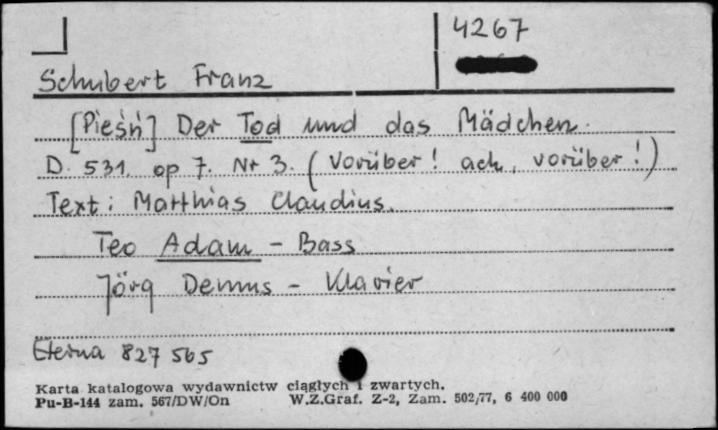 4267
Schubert Franz
[Pieśń] Der Tod und das Mädchen.
D. 531. op 7. Nr 3. (Vorüber! ach, vorüber!)
Text: Matthias Claudius.
Teo Adam - Bass
Jörg Demus - Klavier
Eterna 827 565
Karta katalogowa wydawnictw ciągłych i zwartych.
Pu-B-144 zam. 567/DW/On W.Z.Graf. Z-2, Zam. 502/77, 6 400 000